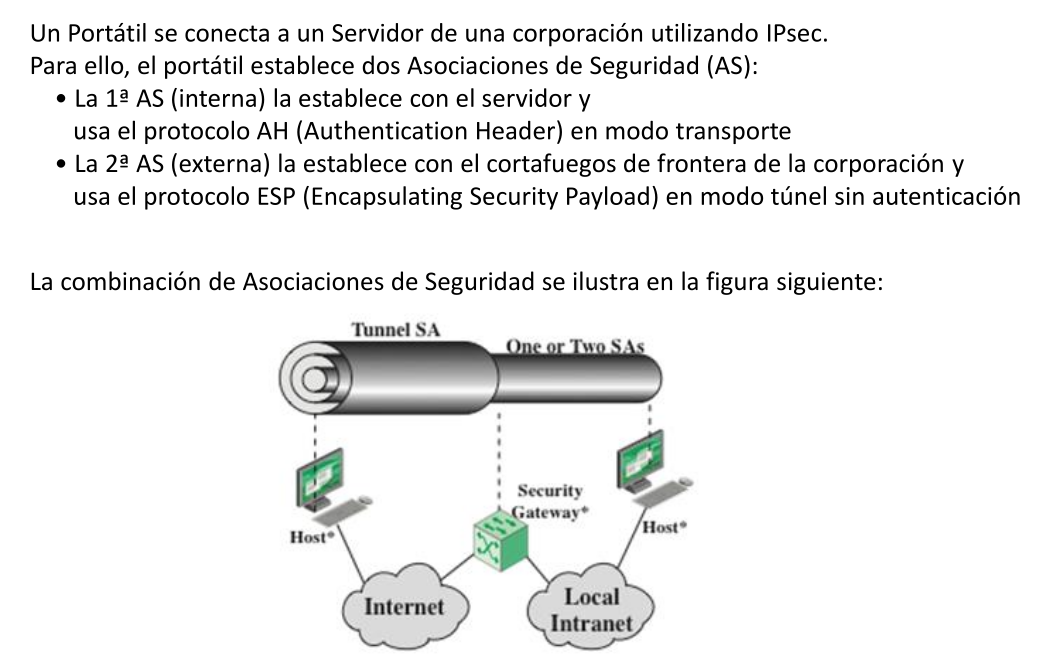 Un Portátil se conecta a un Servidor de una corporación utilizando IPsec.
Para ello, el portátil establece dos Asociaciones de Seguridad (AS):
• La 1ª AS (interna) la establece con el servidor y
usa el protocolo AH (Authentication Header) en modo transporte
• La 2ª AS (externa) la establece con el cortafuegos de frontera de la corporación y
usa el protocolo ESP (Encapsulating Security Payload) en modo túnel sin autenticación
La combinación de Asociaciones de Seguridad se ilustra en la figura siguiente:
Tunnel SA
One or Two SAs
Security
Gateway*
Host*
Host*
Internet
Local
Intranet